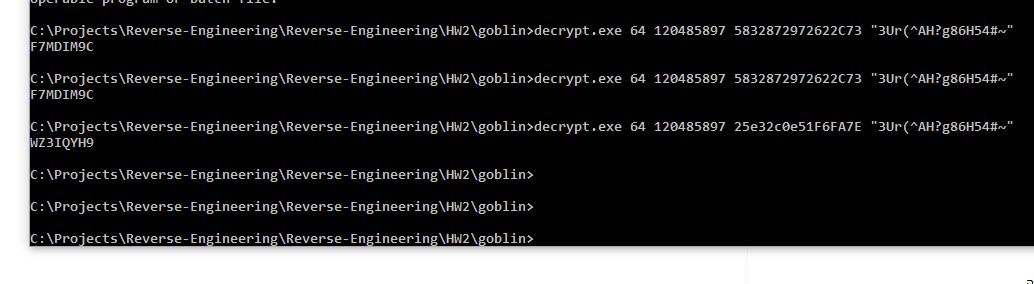 operable program or batch file.
C:\Projects\Reverse-Engineering\Reverse-Engineering\HW2\goblin>decrypt.exe 64 120485897 5832872972622C73 "3Ur(^AH?g86H54#~"
F7MDIM9C
C:\Projects\Reverse-Engineering\Reverse-Engineering\HW2\goblin>decrypt.exe 64 120485897 5832872972622C73 "3Ur(^AH?g86H54#~"
F7MDIM9C
C:\Projects\Reverse-Engineering\Reverse-Engineering\HW2\goblin>decrypt.exe 64 120485897 25e32c0e51F6FA7E "3Ur(^AH?g86H54#~"
WZ3IQYH9
C:\Projects\Reverse-Engineering\Reverse-Engineering\HW2\goblin>
C:\Projects\Reverse-Engineering\Reverse-Engineering\HW2\goblin>
C:\Projects\Reverse-Engineering\Reverse-Engineering\HW2\goblin>